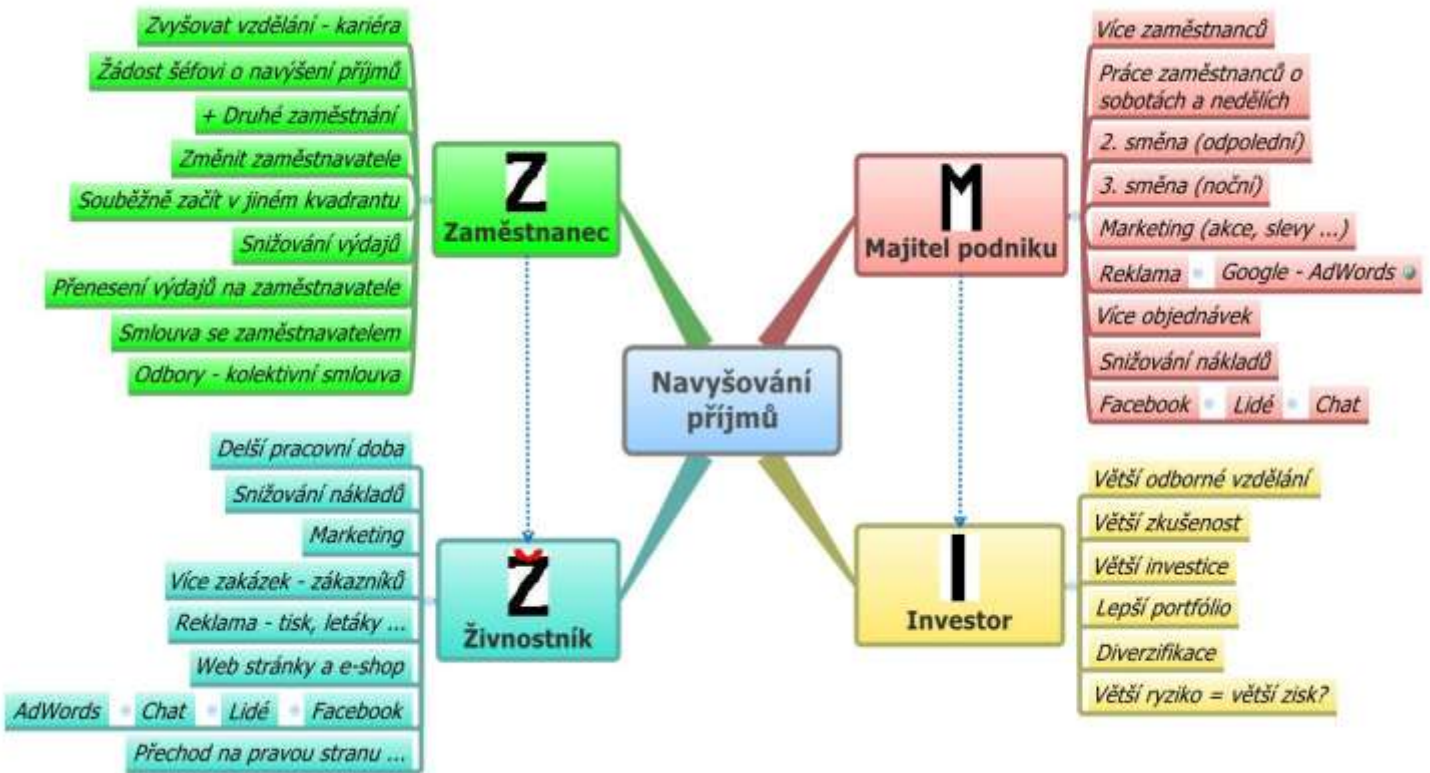 Zvyšovat vzdělání - kariéra
Žádost šéfovi o navýšení příjmů
+ Druhé zaměstnání
Změnit zaměstnavatele
Souběžně začít v jiném kvadrantu
Snižování výdajů
Přenesení výdajů na zaměstnavatele
Smlouva se zaměstnavatelem
Odbory - kolektivní smlouva
Z
Zaměstnanec
M
Majitel podniku
Více zaměstnanců
Práce zaměstnanců o
sobotách a nedělích
2. směna (odpolední)
3. směna (noční)
Marketing (akce, slevy ...)
Reklama Google - AdWords
Více objednávek
Snižování nákladů
Facebook Lidé Chat
Navyšování
příjmů
Delší pracovní doba
Snižování nákladů
Marketing
Více zakázek - zákazníků
Reklama - tisk, letáky ...
Web stránky a e-shop
AdWords Chat Lidé Facebook
Přechod na pravou stranu ...
Ž
Živnostník
I
Investor
Větší odborné vzdělání
Větší zkušenost
Větší investice
Lepší portfólio
Diverzifikace
Větší ryziko = větší zisk?